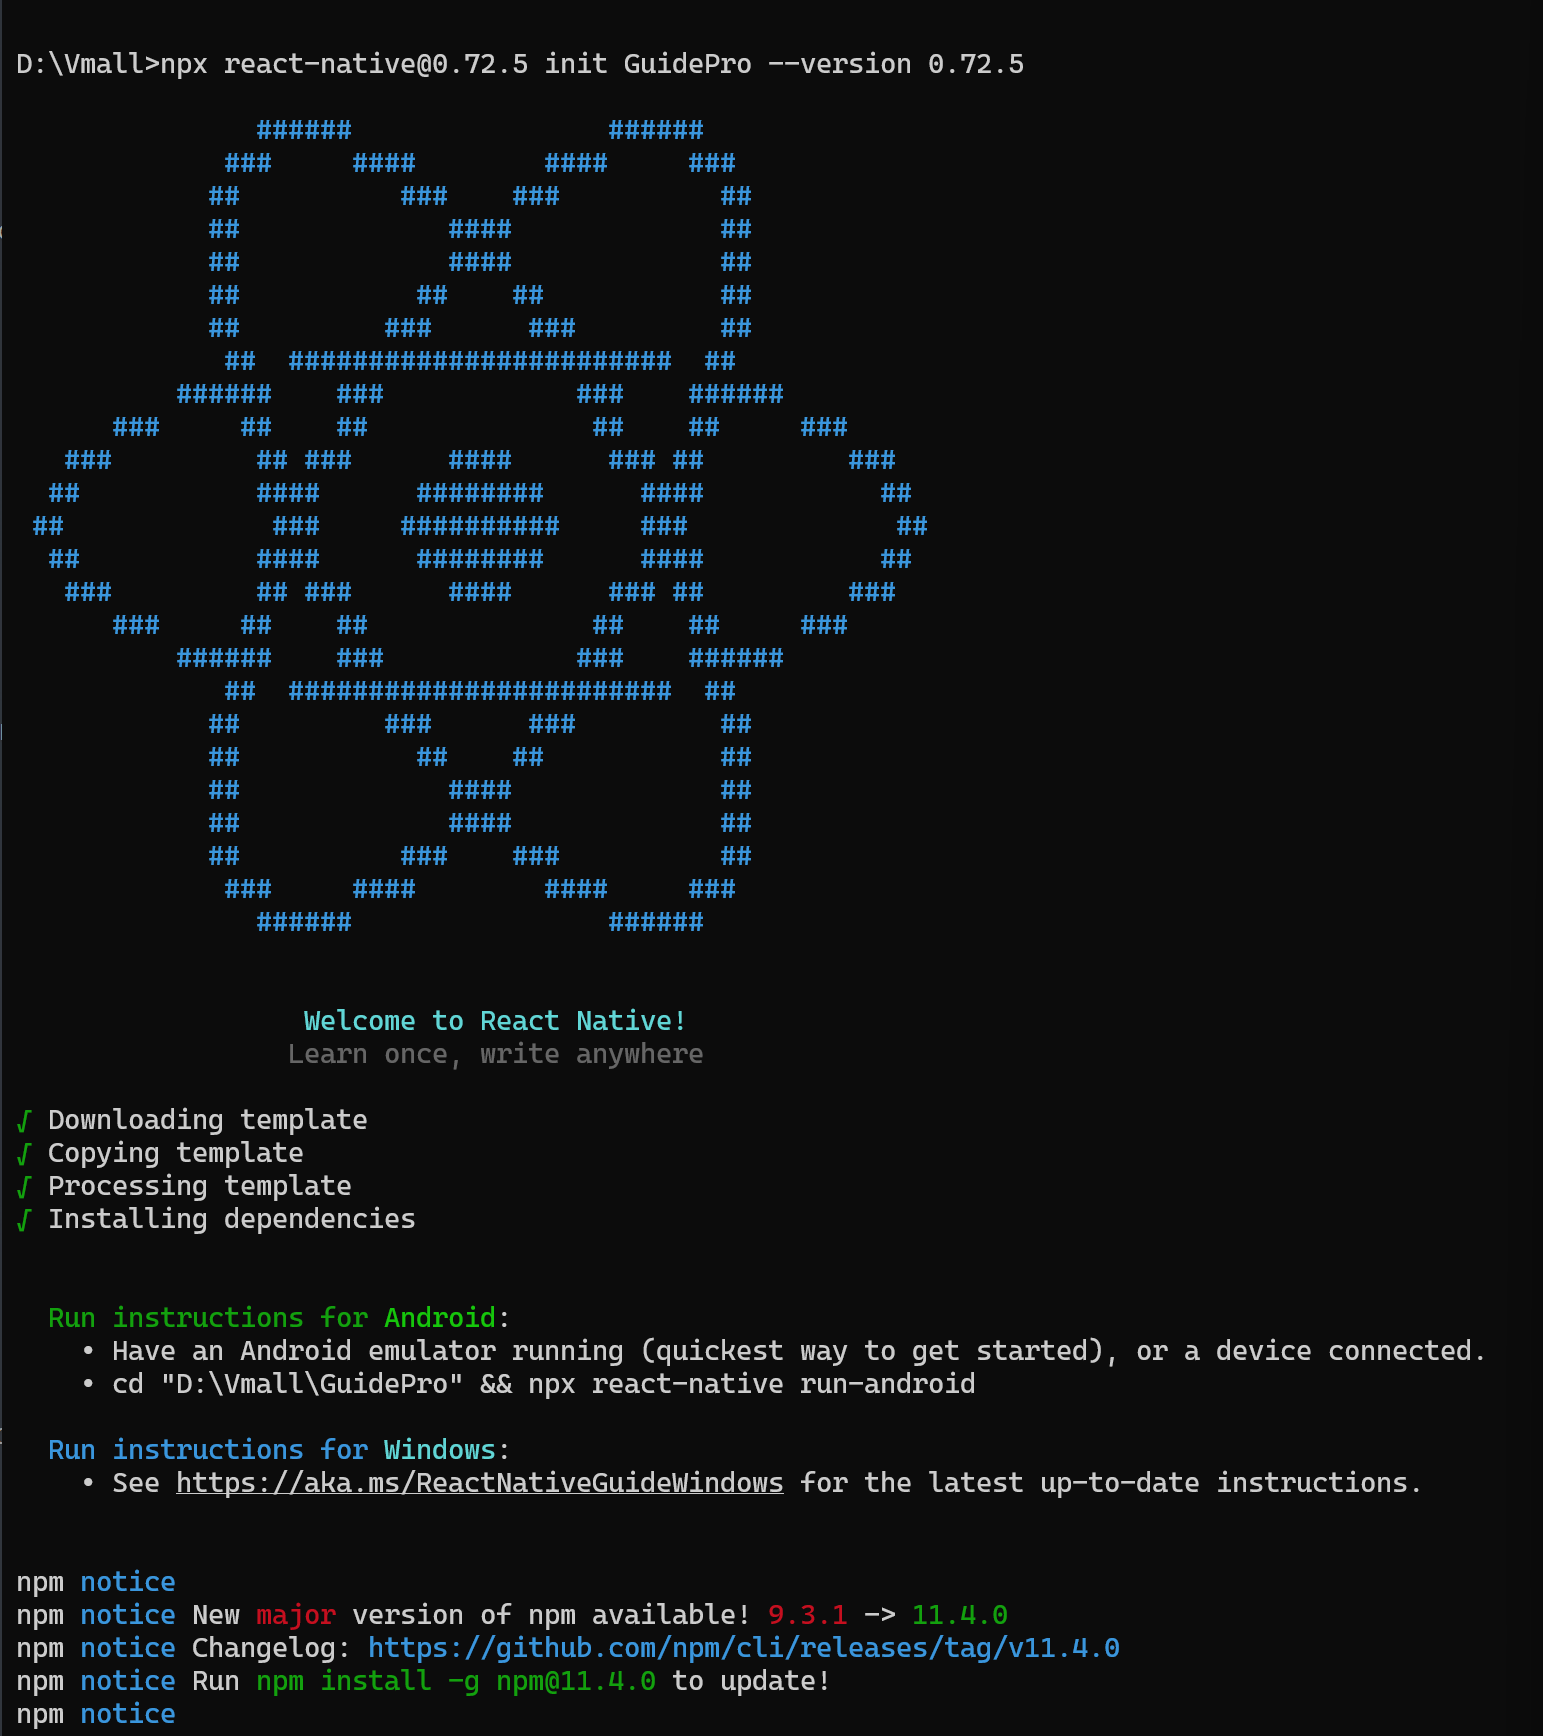 D:\Vmall>npx react-native@0.72.5 init GuidePro --version 0.72.5
               ######                ######
             ###     ####        ####     ###
            ##          ###    ###          ##
            ##             ####             ##
            ##             ####             ##
            ##           ##    ##           ##
            ##         ###      ###         ##
             ##  ########################  ##
          ######    ###            ###    ######
      ###     ##    ##              ##    ##     ###
   ###         ## ###      ####      ### ##         ###
  ##           ####      ########      ####           ##
 ##             ###     ##########     ###             ##
  ##           ####      ########      ####           ##
   ###         ## ###      ####      ### ##         ###
      ###     ##    ##              ##    ##     ###
          ######    ###            ###    ######
             ##  ########################  ##
            ##         ###      ###         ##
            ##           ##    ##           ##
            ##             ####             ##
            ##             ####             ##
            ##          ###    ###          ##
             ###     ####        ####     ###
               ######                ######
Welcome to React Native!
Learn once, write anywhere
√ Downloading template
√ Copying template
√ Processing template
√ Installing dependencies
Run instructions for Android:
• Have an Android emulator running (quickest way to get started), or a device connected.
• cd "D:\Vmall\GuidePro" && npx react-native run-android
Run instructions for Windows:
• See https://aka.ms/ReactNativeGuideWindows for the latest up-to-date instructions.
npm notice
npm notice New major version of npm available! 9.3.1 -> 11.4.0
npm notice Changelog: https://github.com/npm/cli/releases/tag/v11.4.0
npm notice Run npm install -g npm@11.4.0 to update!
npm notice